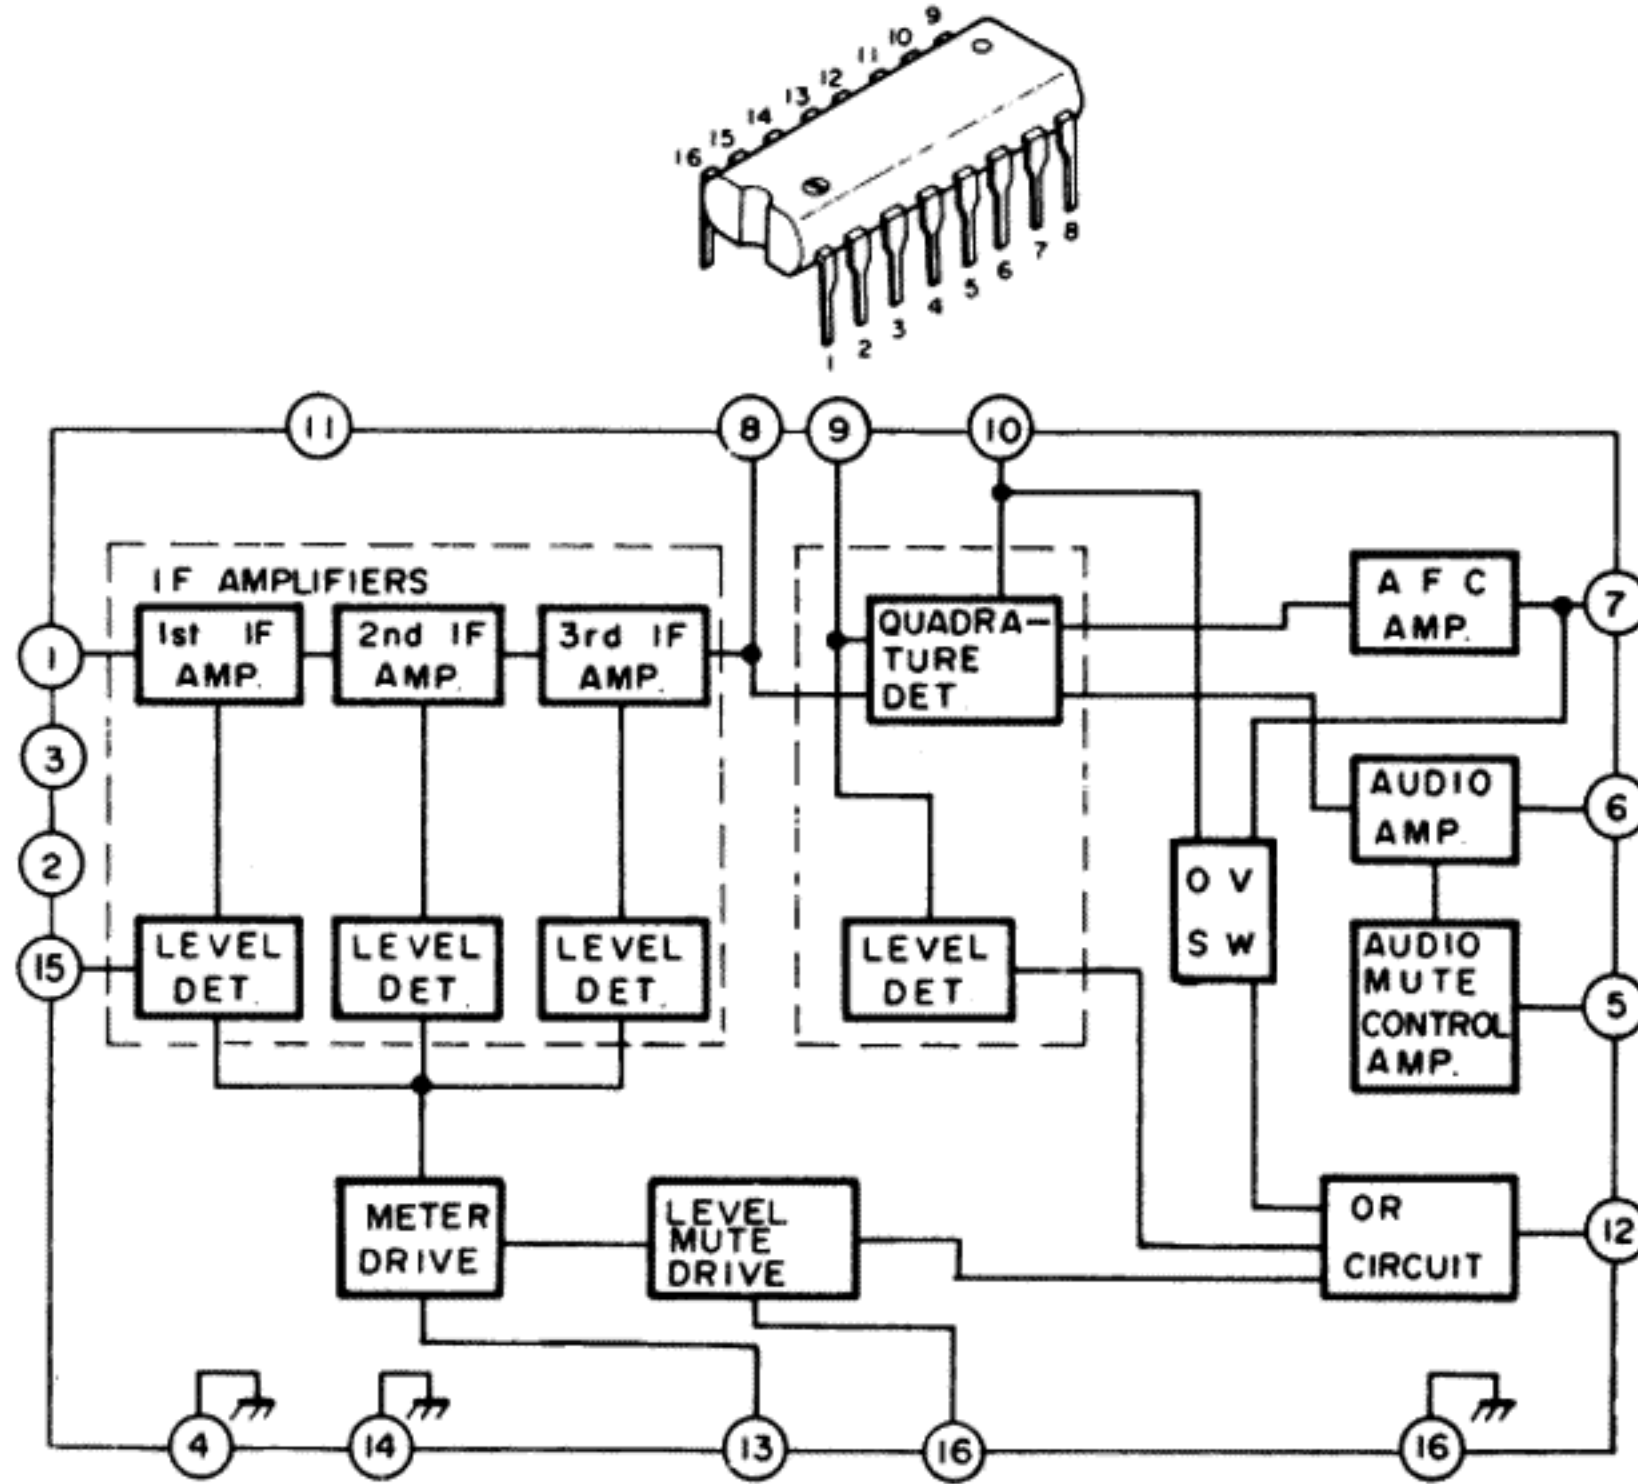 9
10
11
12
13
14
15
16
1
2
3
4
5
6
7
8
11
8
9
10
IF AMPLIFIERS
1st IF
AMP.
2nd IF
AMP.
3rd IF
AMP.
QUADRA-
TURE
DET
A F C
AMP.
7
1
3
2
15
AUDIO
AMP.
6
O V
S W
LEVEL
DET.
LEVEL
DET.
LEVEL
DET.
LEVEL
DET
AUDIO
MUTE
CONTROL
AMP.
5
METER
DRIVE
LEVEL
MUTE
DRIVE
OR
CIRCUIT
12
4
14
13
16
16